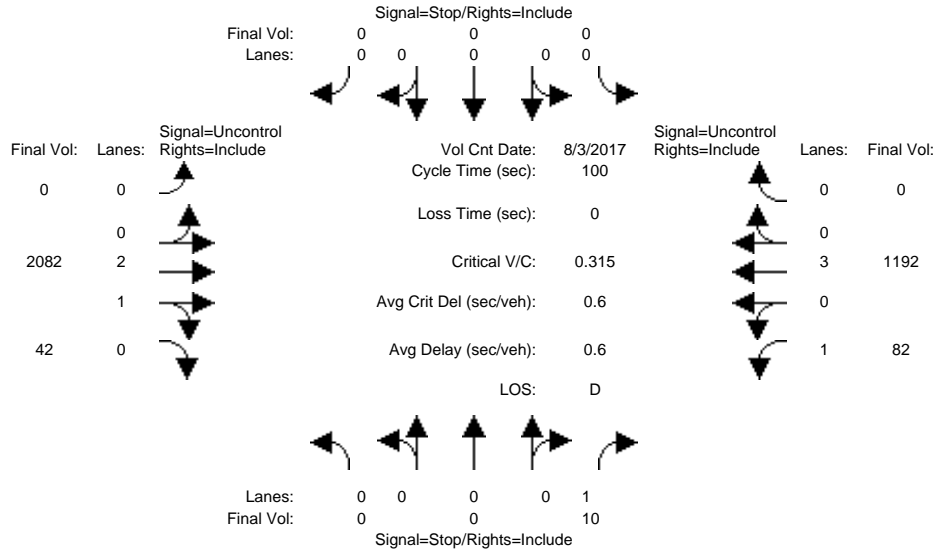 Signal=Stop/Rights=Include
Final Vol: 0 0 0
Lanes: 0 0 0 0 0
Signal=Uncontrol Signal=Uncontrol
Final Vol: Lanes: Rights=Include Vol Cnt Date: 8/3/2017 Rights=Include Lanes: Final Vol:
Cycle Time (sec): 100
0 0 0 0
Loss Time (sec): 0
0 0
2082 2 Critical V/C: 0.315 3 1192
1 Avg Crit Del (sec/veh): 0.6 0
42 0 Avg Delay (sec/veh): 0.6 1 82
LOS: D
Lanes: 0 0 0 0 1
Final Vol: 0 0 10
Signal=Stop/Rights=Include